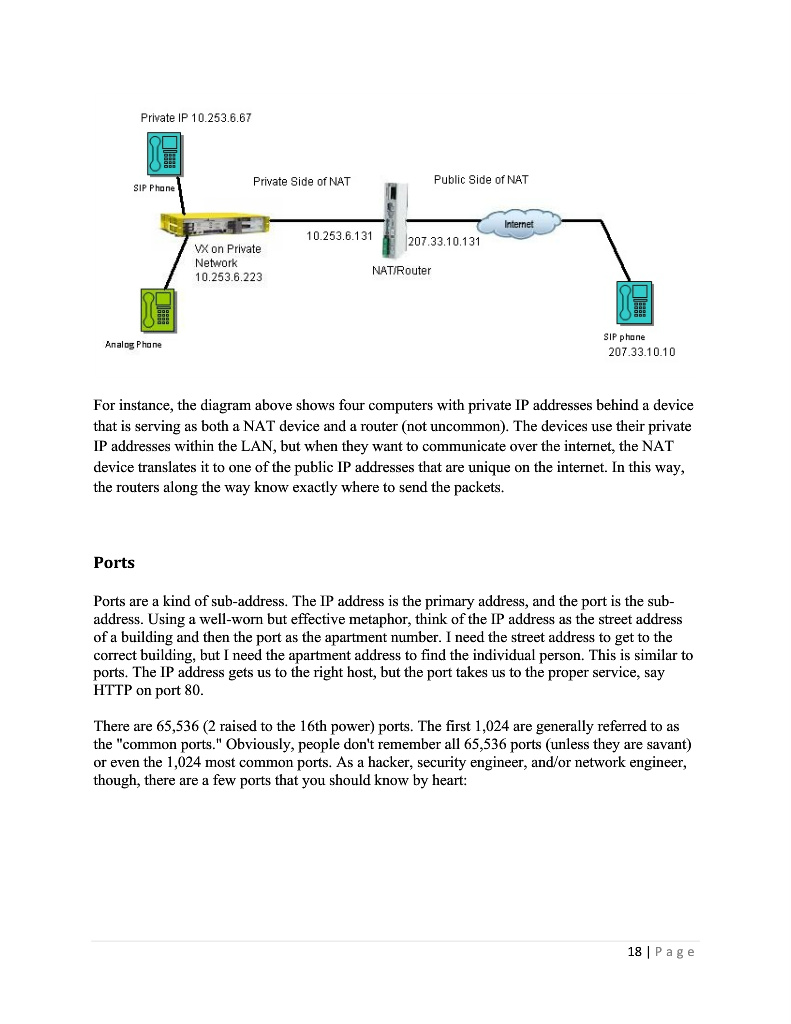 Private IP 10.253.6.67
SIP Phone
Private Side of NAT
Public Side of NAT
Internet
10.253.6.131
207.33.10.131
VX on Private
Network
10.253.6.223
NAT/Router
Analog Phone
SIP phone
207.33.10.10
For instance, the diagram above shows four computers with private IP addresses behind a device
that is serving as both a NAT device and a router (not uncommon). The devices use their private
IP addresses within the LAN, but when they want to communicate over the internet, the NAT
device translates it to one of the public IP addresses that are unique on the internet. In this way,
the routers along the way know exactly where to send the packets.
Ports
Ports are a kind of sub-address. The IP address is the primary address, and the port is the sub-
address. Using a well-worn but effective metaphor, think of the IP address as the street address
of a building and then the port as the apartment number. I need the street address to get to the
correct building, but I need the apartment address to find the individual person. This is similar to
ports. The IP address gets us to the right host, but the port takes us to the proper service, say
HTTP on port 80.
There are 65,536 (2 raised to the 16th power) ports. The first 1,024 are generally referred to as
the "common ports." Obviously, people don't remember all 65,536 ports (unless they are savant)
or even the 1,024 most common ports. As a hacker, security engineer, and/or network engineer,
though, there are a few ports that you should know by heart:
18 | Page